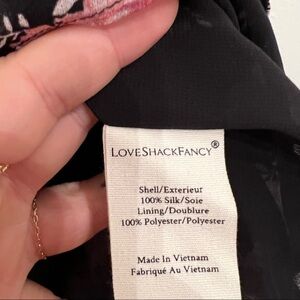 LOVESHACKFANCY®
Shell/Exterieur
100% Silk/Soie
Lining/Doublure
100% Polyester/Polyester
Made In Vietnam
Fabriqué Au Vietnam